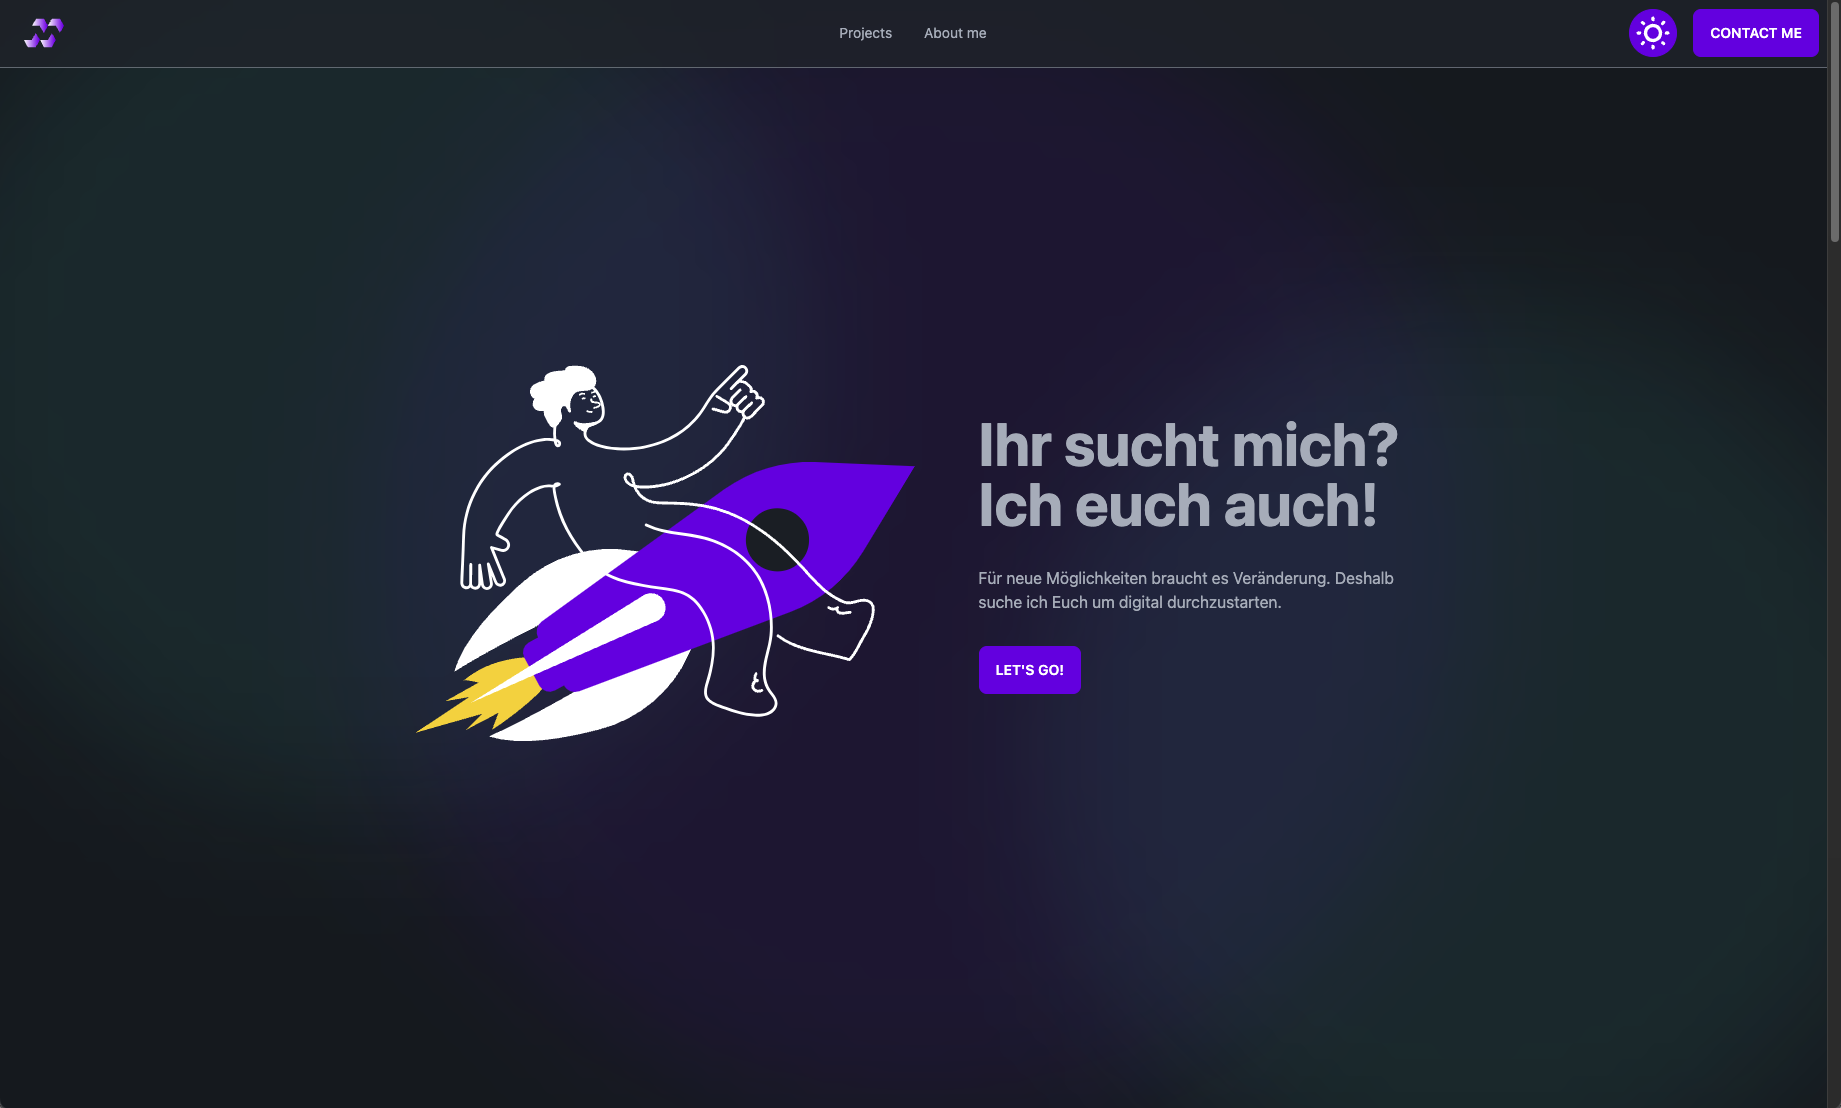 Projects
About me
CONTACT ME
Ihr sucht mich?
Ich euch auch!
Für neue Möglichkeiten braucht es Veränderung. Deshalb
suche ich Euch um digital durchzustarten.
LET'S GO!